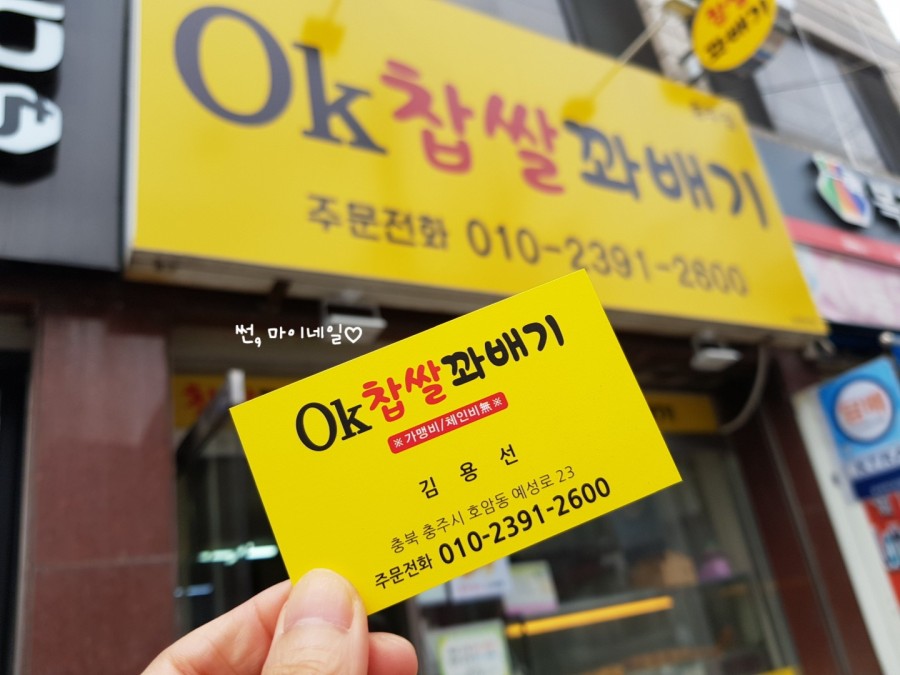 Ok찹쌀꽈배기
주문전화 010-2391-2600
썬, 마이네일♡
Ok찹쌀꽈배기
※가맹비/체인비無※
김 용 선
충북 충주시 호암동 예성로 23
주문전화 010-2391-2600